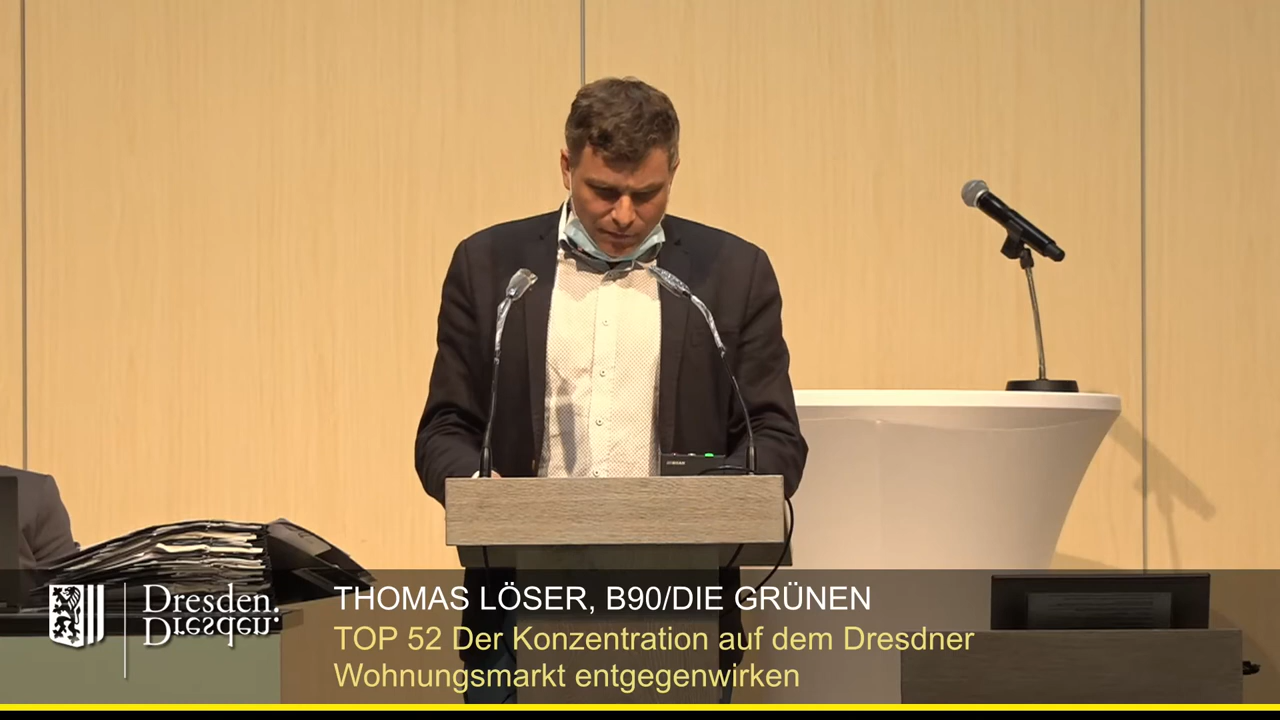 Dresden.
Dresden.
THOMAS LÖSER, B90/DIE GRÜNEN
TOP 52 Der Konzentration auf dem Dresdner
Wohnungsmarkt entgegenwirken